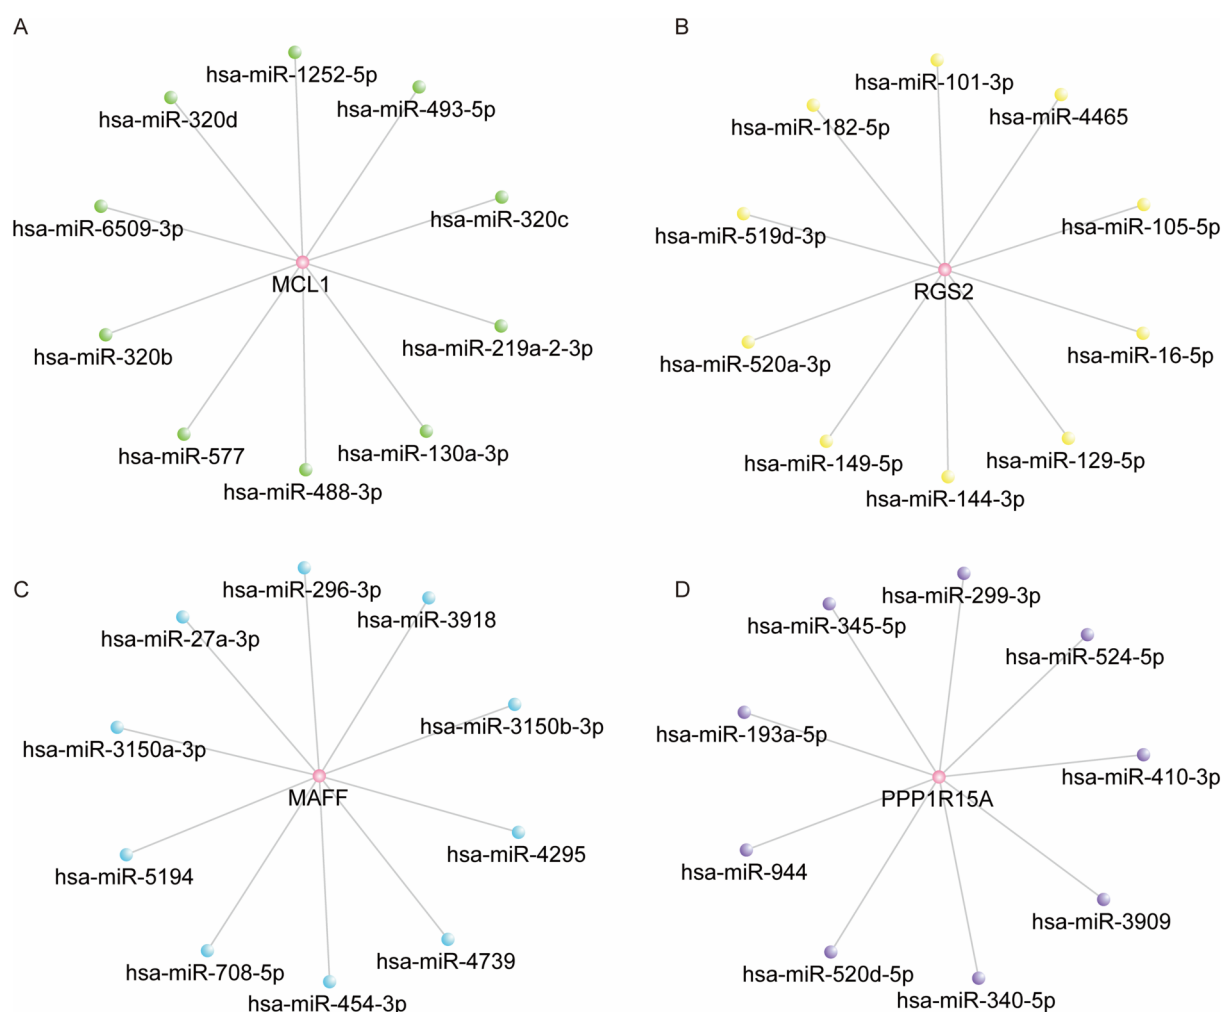 A
hsa-miR-1252-5p
hsa-miR-493-5p
hsa-miR-320d
hsa-miR-320c
hsa-miR-6509-3p
MCL1
hsa-miR-219a-2-3p
hsa-miR-320b
hsa-miR-130a-3p
hsa-miR-577
hsa-miR-488-3p
B
hsa-miR-101-3p
hsa-miR-4465
hsa-miR-182-5p
hsa-miR-105-5p
hsa-miR-519d-3p
RGS2
hsa-miR-16-5p
hsa-miR-520a-3p
hsa-miR-129-5p
hsa-miR-149-5p
hsa-miR-144-3p
C
hsa-miR-296-3p
hsa-miR-3918
hsa-miR-27a-3p
hsa-miR-3150b-3p
hsa-miR-3150a-3p
MAFF
hsa-miR-4295
hsa-miR-5194
hsa-miR-4739
hsa-miR-708-5p
hsa-miR-454-3p
D
hsa-miR-299-3p
hsa-miR-345-5p
hsa-miR-524-5p
hsa-miR-193a-5p
hsa-miR-410-3p
PPP1R15A
hsa-miR-944
hsa-miR-3909
hsa-miR-520d-5p
hsa-miR-340-5p